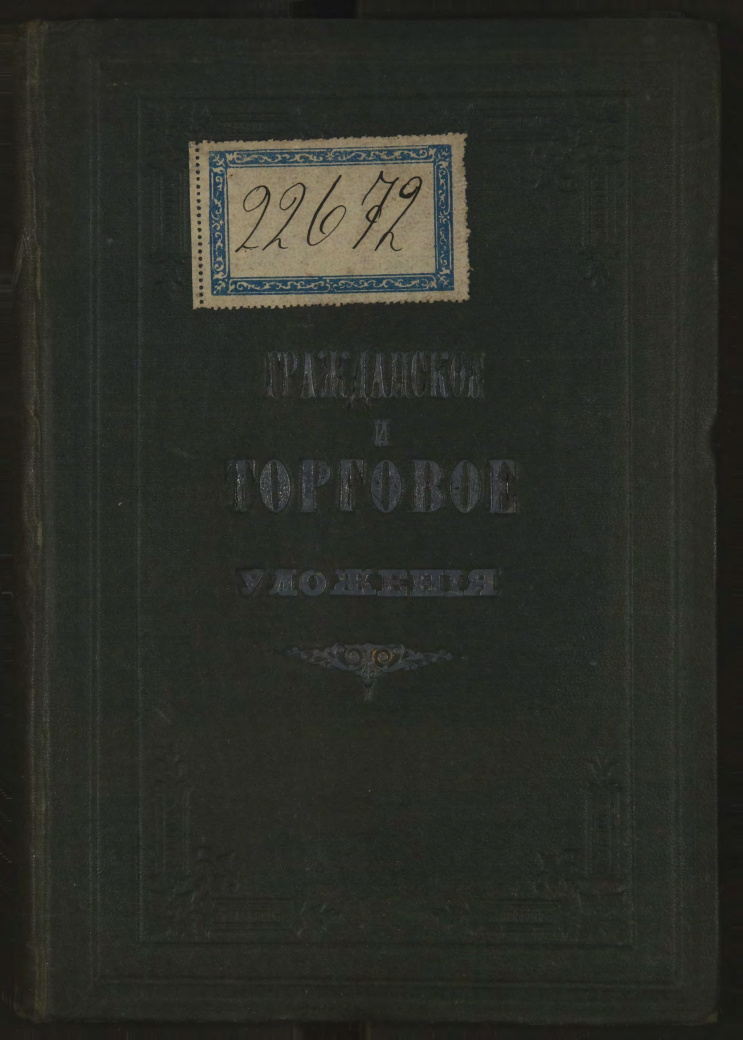 22672
ГРАЖДАНСКОЕ
И
ТОРГОВОЕ
УЛОЖЕНІЯ